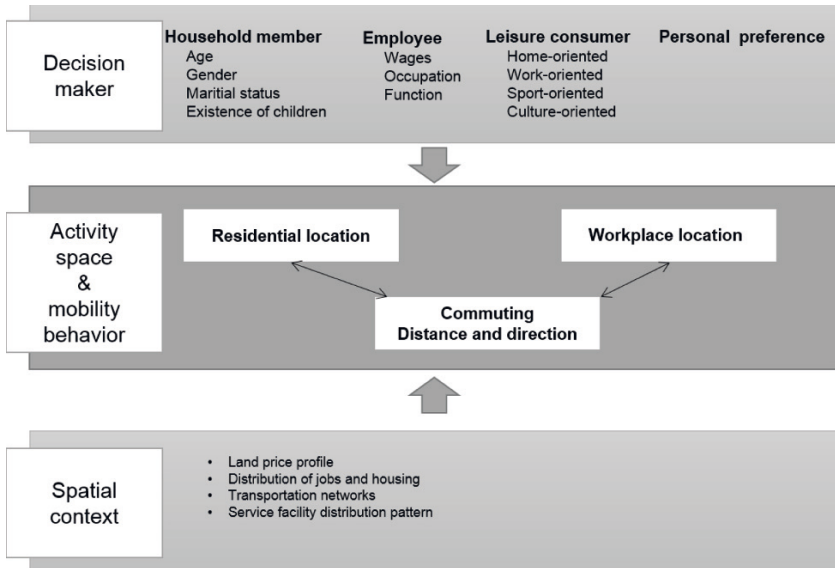 Decision
maker
Household member
Age
Gender
Maritial status
Existence of children
Employee
Wages
Occupation
Function
Leisure consumer
Home-oriented
Work-oriented
Sport-oriented
Culture-oriented
Personal preference
Activity
space
&
mobility
behavior
Residential location
Workplace location
Commuting
Distance and direction
Spatial
context
• Land price profile
• Distribution of jobs and housing
• Transportation networks
• Service facility distribution pattern